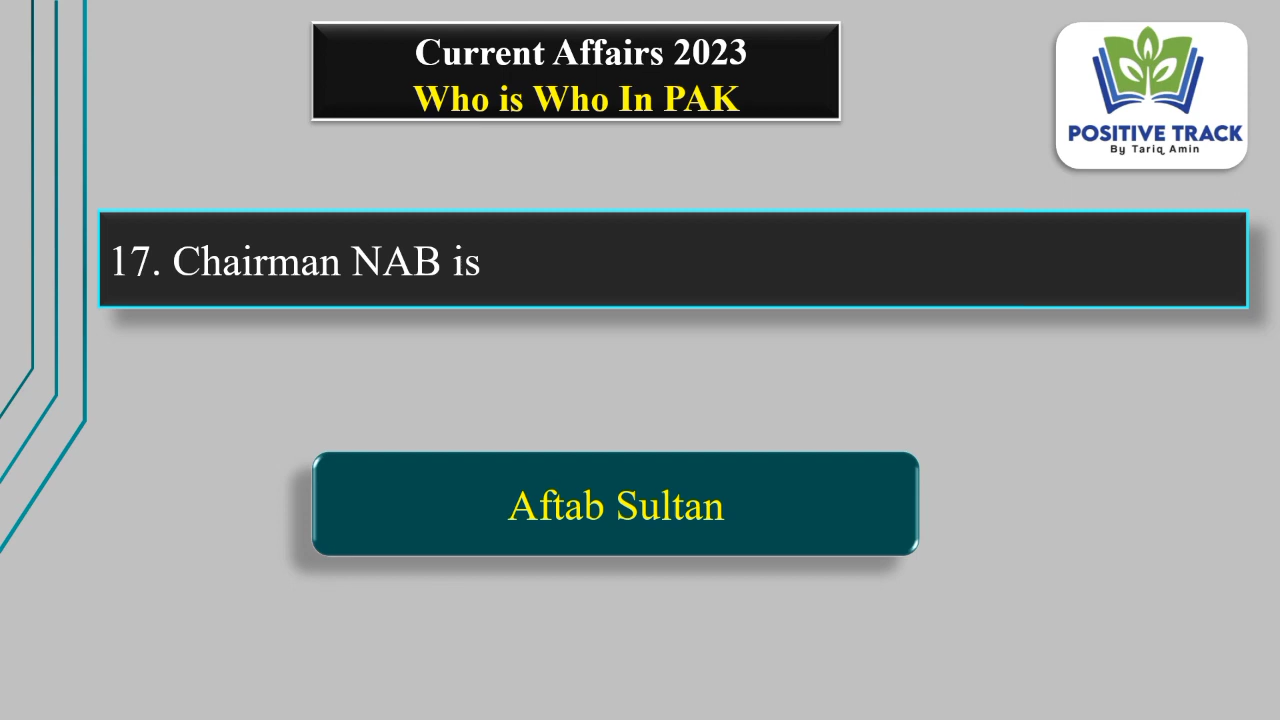 Current Affairs 2023
Who is Who In PAK
POSITIVE TRACK
By Tariq Amin
17. Chairman NAB is
Aftab Sultan